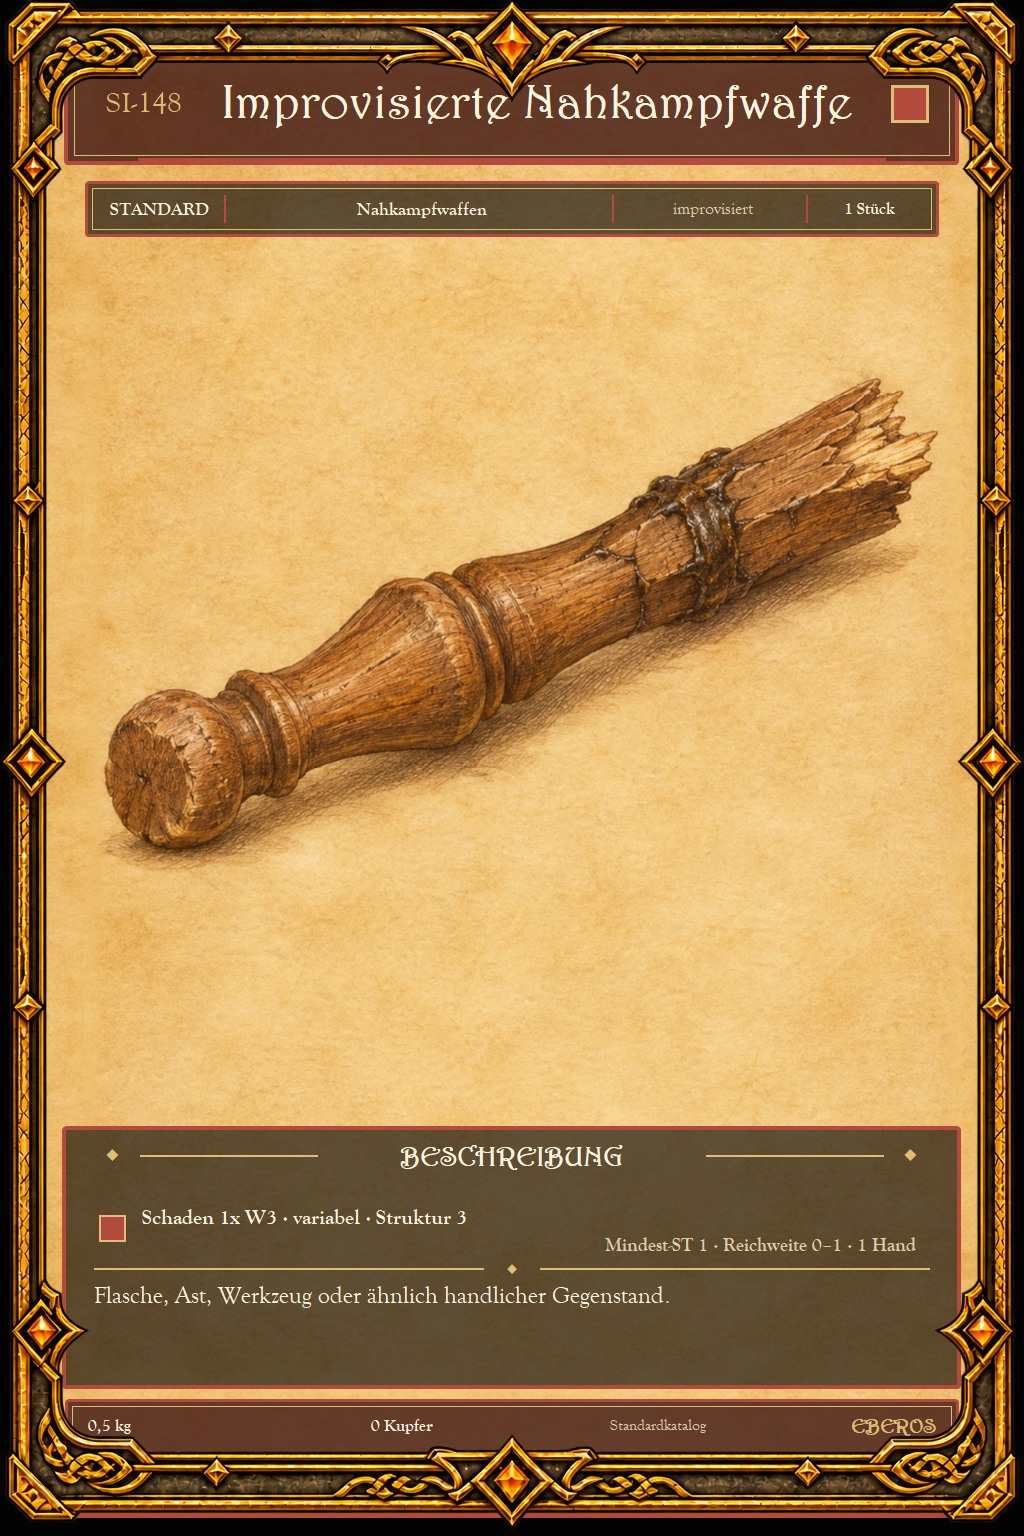 SI-148 Improvisierte Nahkampfwaffe
STANDARD Nahkampfwaffen improvisiert 1 Stück
BESCHREIBUNG
Schaden 1x W3 · variabel · Struktur 3
Mindest-ST 1 · Reichweite 0–1 · 1 Hand
Flasche, Ast, Werkzeug oder ähnlich handlicher Gegenstand.
0,5 kg 0 Kupfer Standardkatalog EBEROS